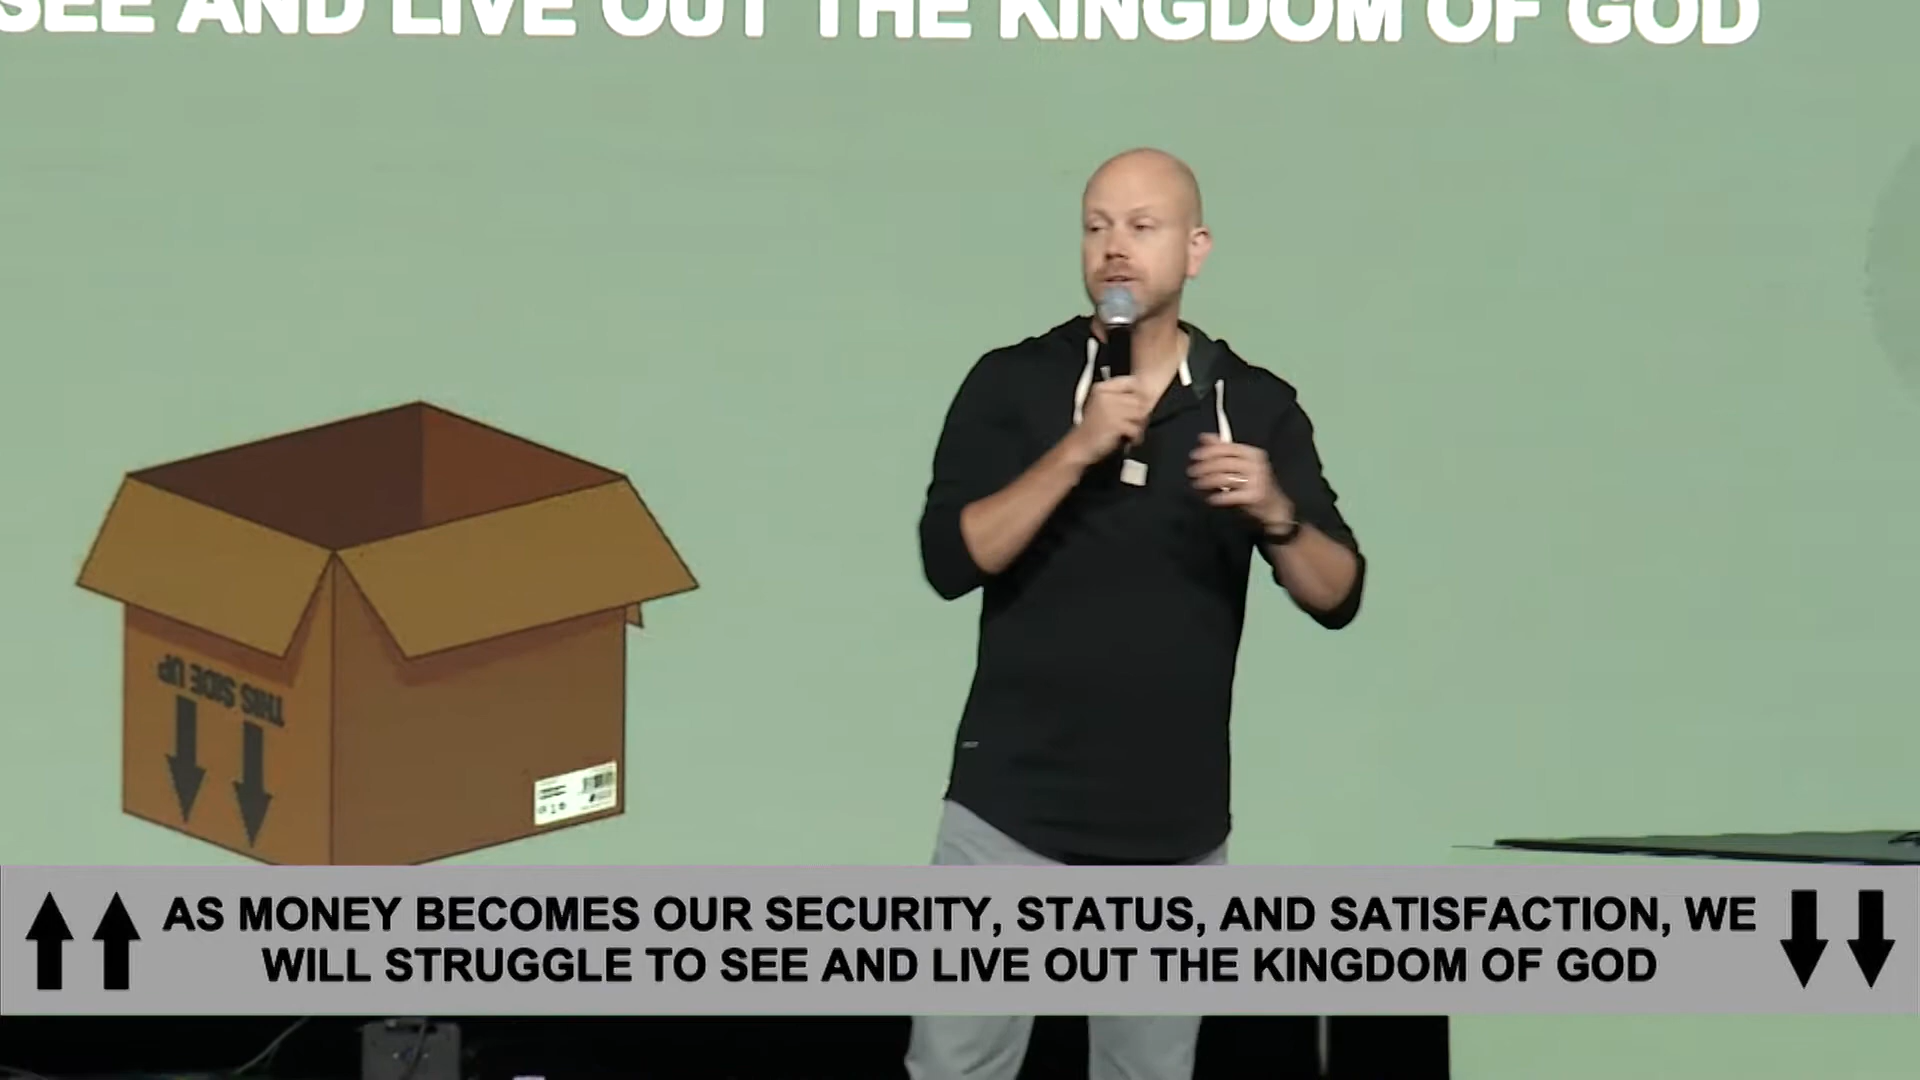 SEE AND LIVE OUT THE KINGDOM OF GOD
THIS SIDE UP
AS MONEY BECOMES OUR SECURITY, STATUS, AND SATISFACTION, WE
WILL STRUGGLE TO SEE AND LIVE OUT THE KINGDOM OF GOD